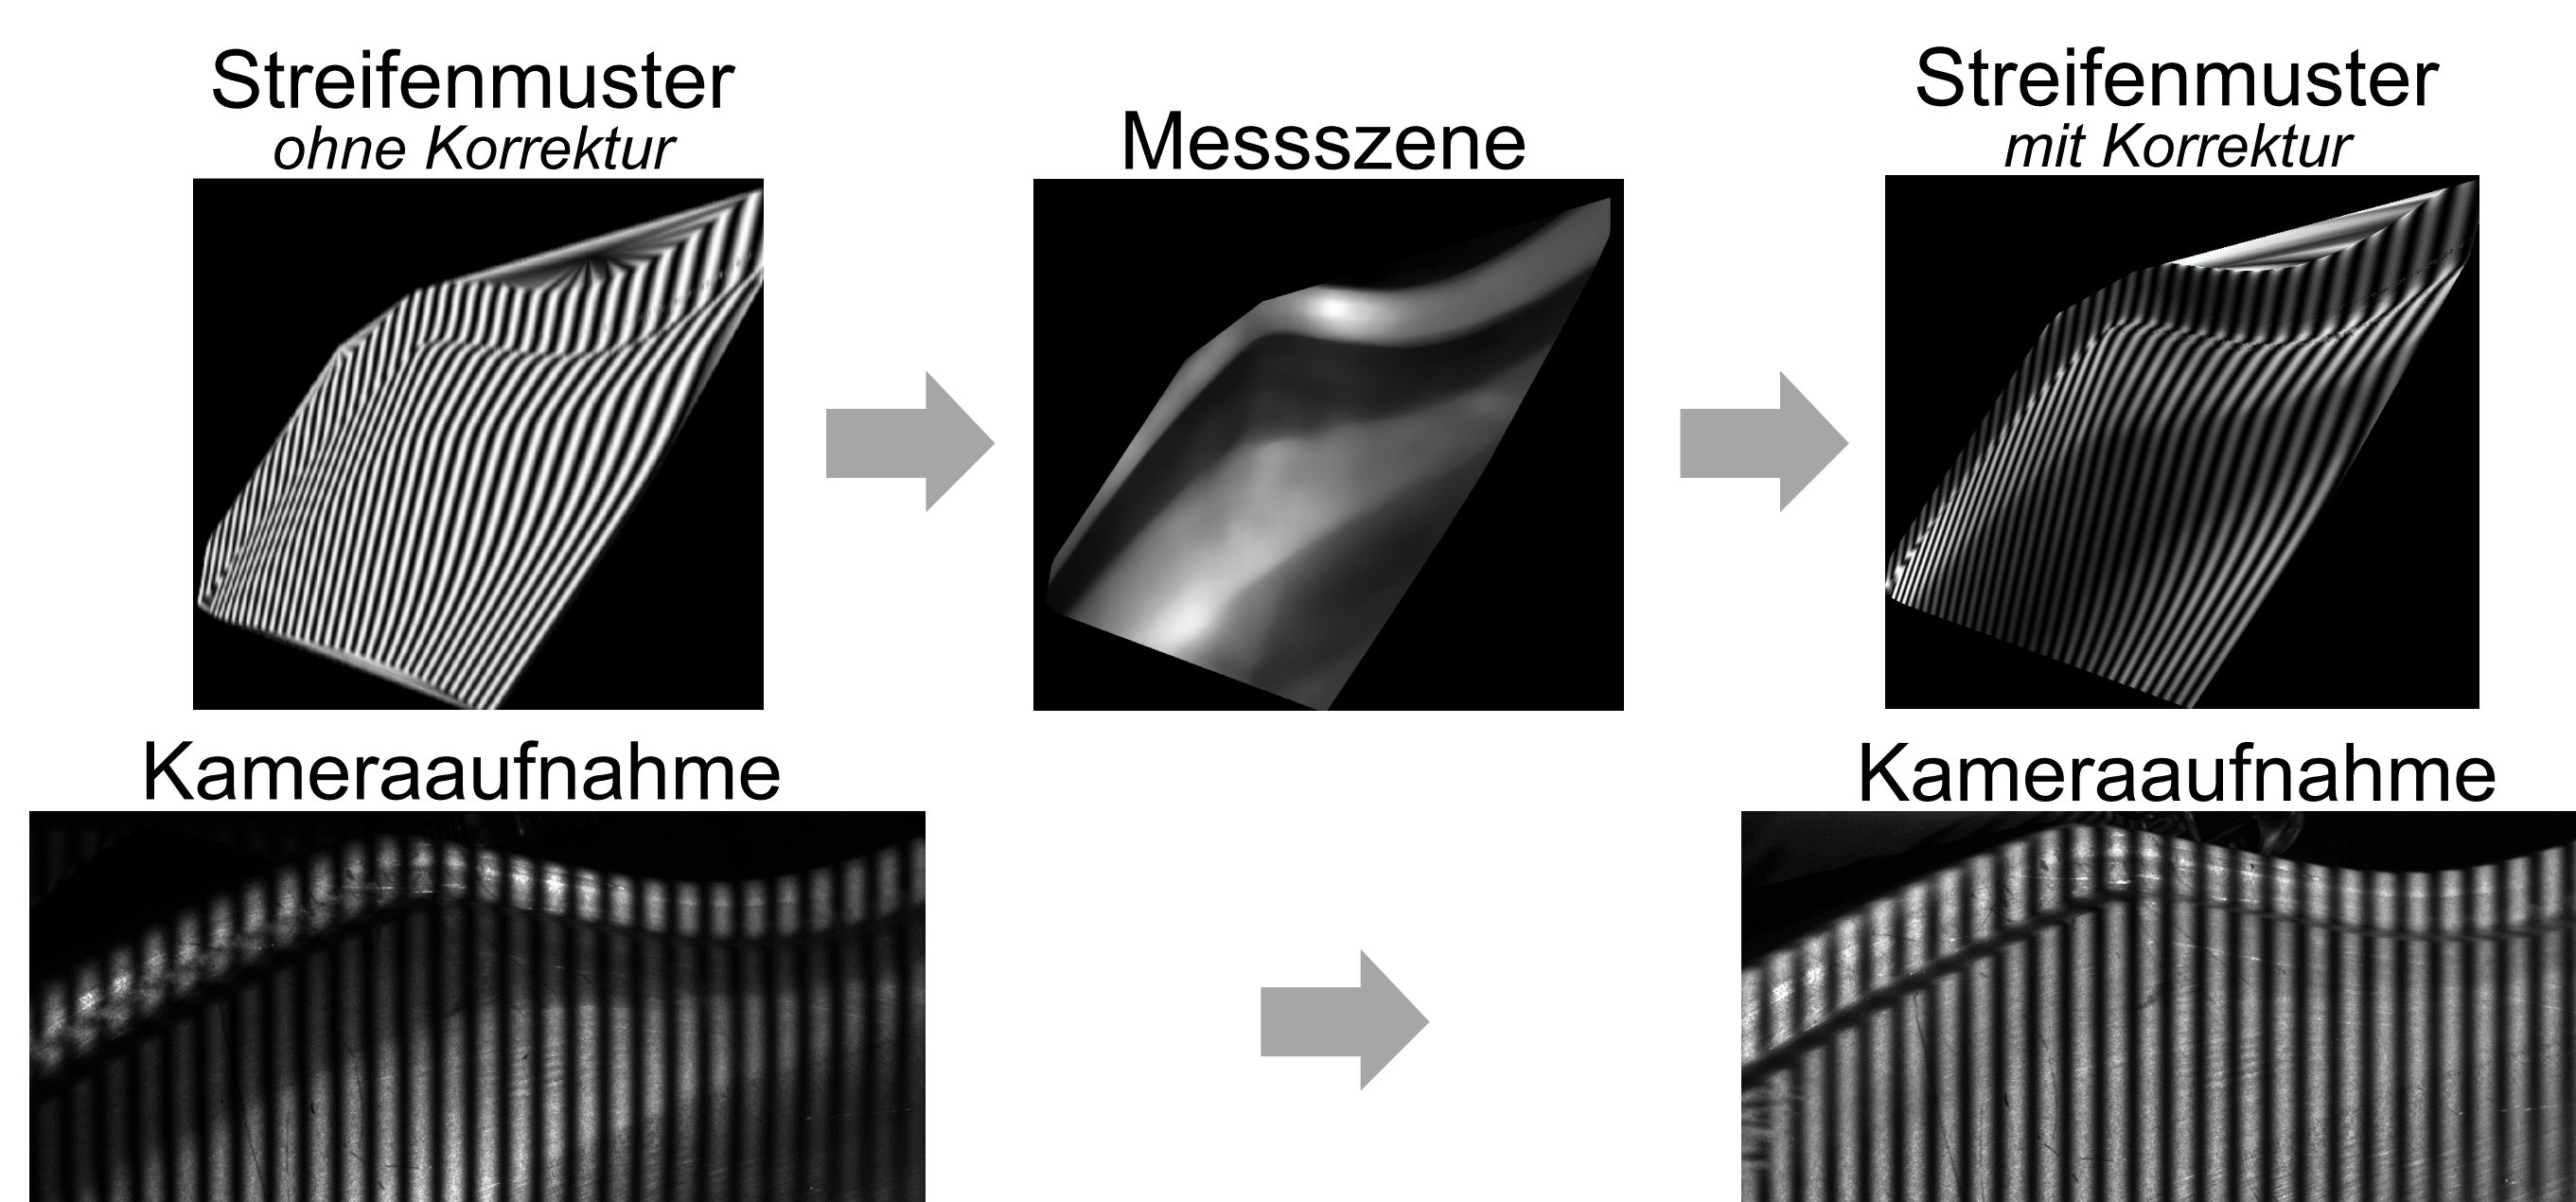 Streifenmuster
ohne Korrektur
Messszene
Streifenmuster
mit Korrektur
Kameraaufnahme
Kameraaufnahme